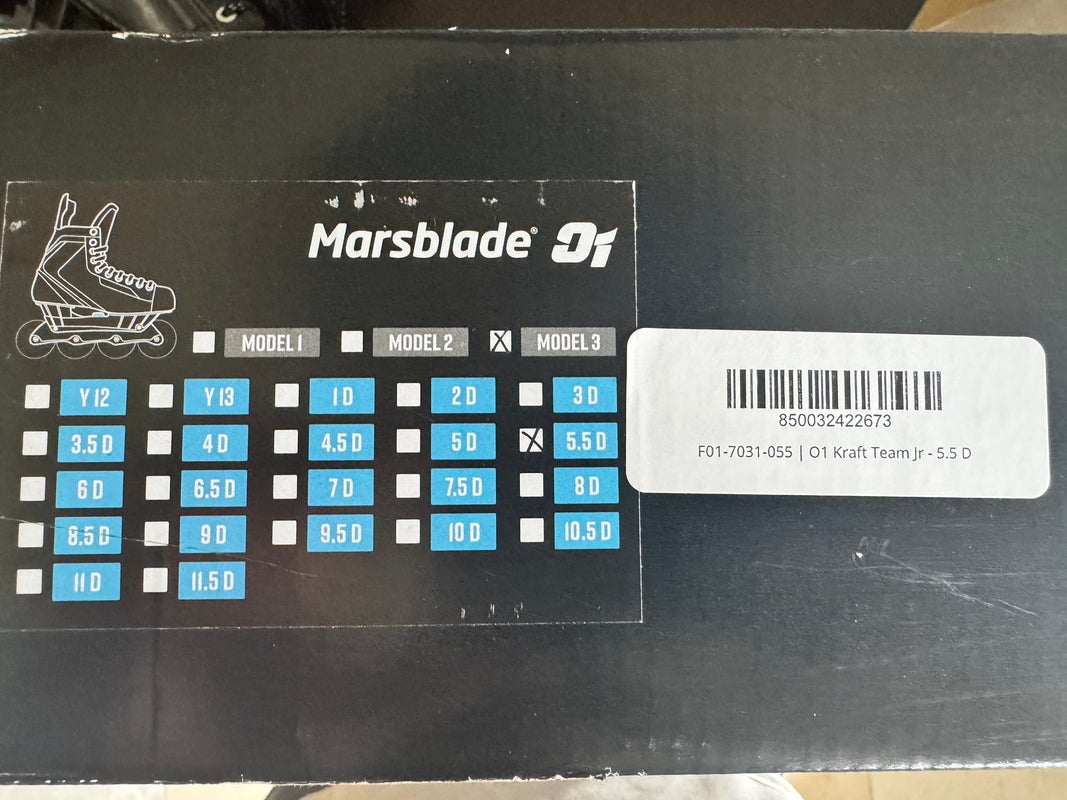 Marsblade® O1
MODEL 1 MODEL 2 X MODEL 3
Y 12 Y 13 1 D 2 D 3 D
3.5 D 4 D 4.5 D 5 D X 5.5 D
6 D 6.5 D 7 D 7.5 D 8 D
8.5 D 9 D 9.5 D 10 D 10.5 D
11 D 11.5 D
850032422673
F01-7031-055 | O1 Kraft Team Jr - 5.5 D